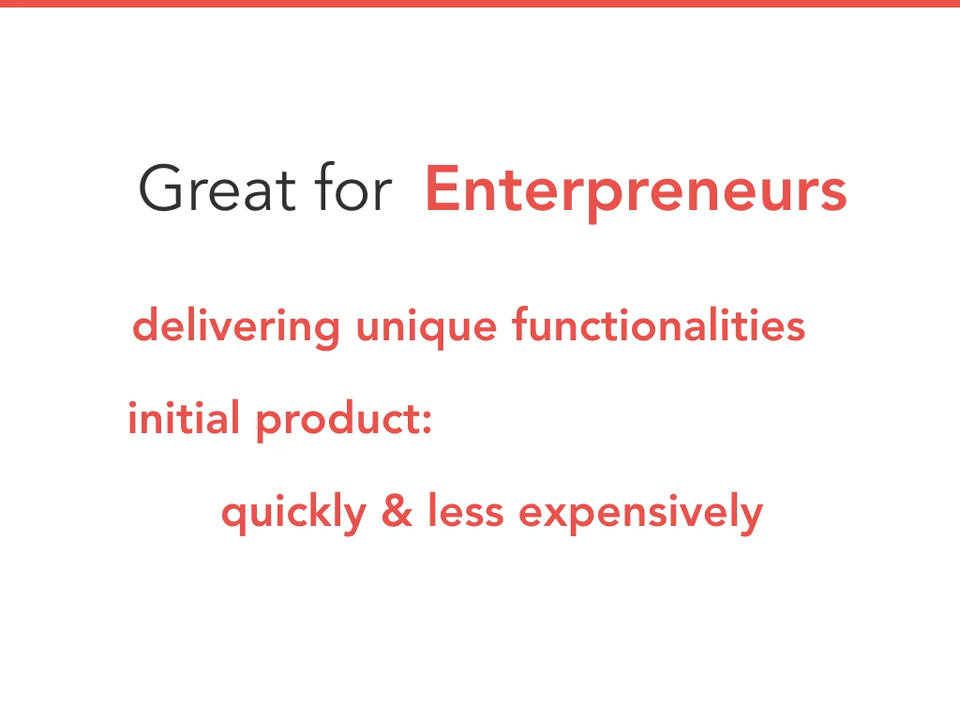 Great for Enterpreneurs
delivering unique functionalities
initial product:
quickly & less expensively